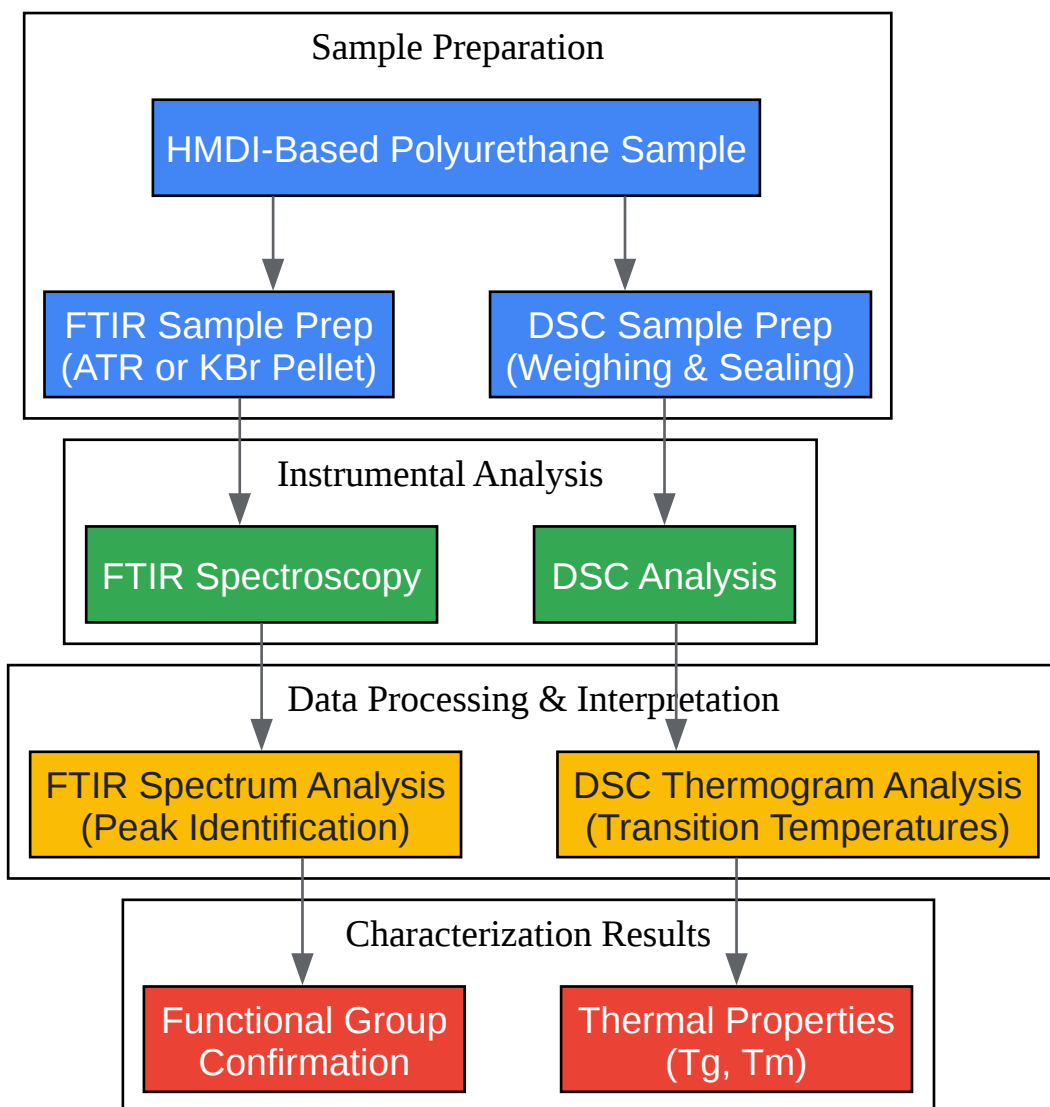 Sample Preparation
HMDI-Based Polyurethane Sample
FTIR Sample Prep
(ATR or KBr Pellet)
DSC Sample Prep
(Weighing & Sealing)
Instrumental Analysis
FTIR Spectroscopy
DSC Analysis
Data Processing & Interpretation
FTIR Spectrum Analysis
(Peak Identification)
DSC Thermogram Analysis
(Transition Temperatures)
Characterization Results
Functional Group
Confirmation
Thermal Properties
(Tg, Tm)